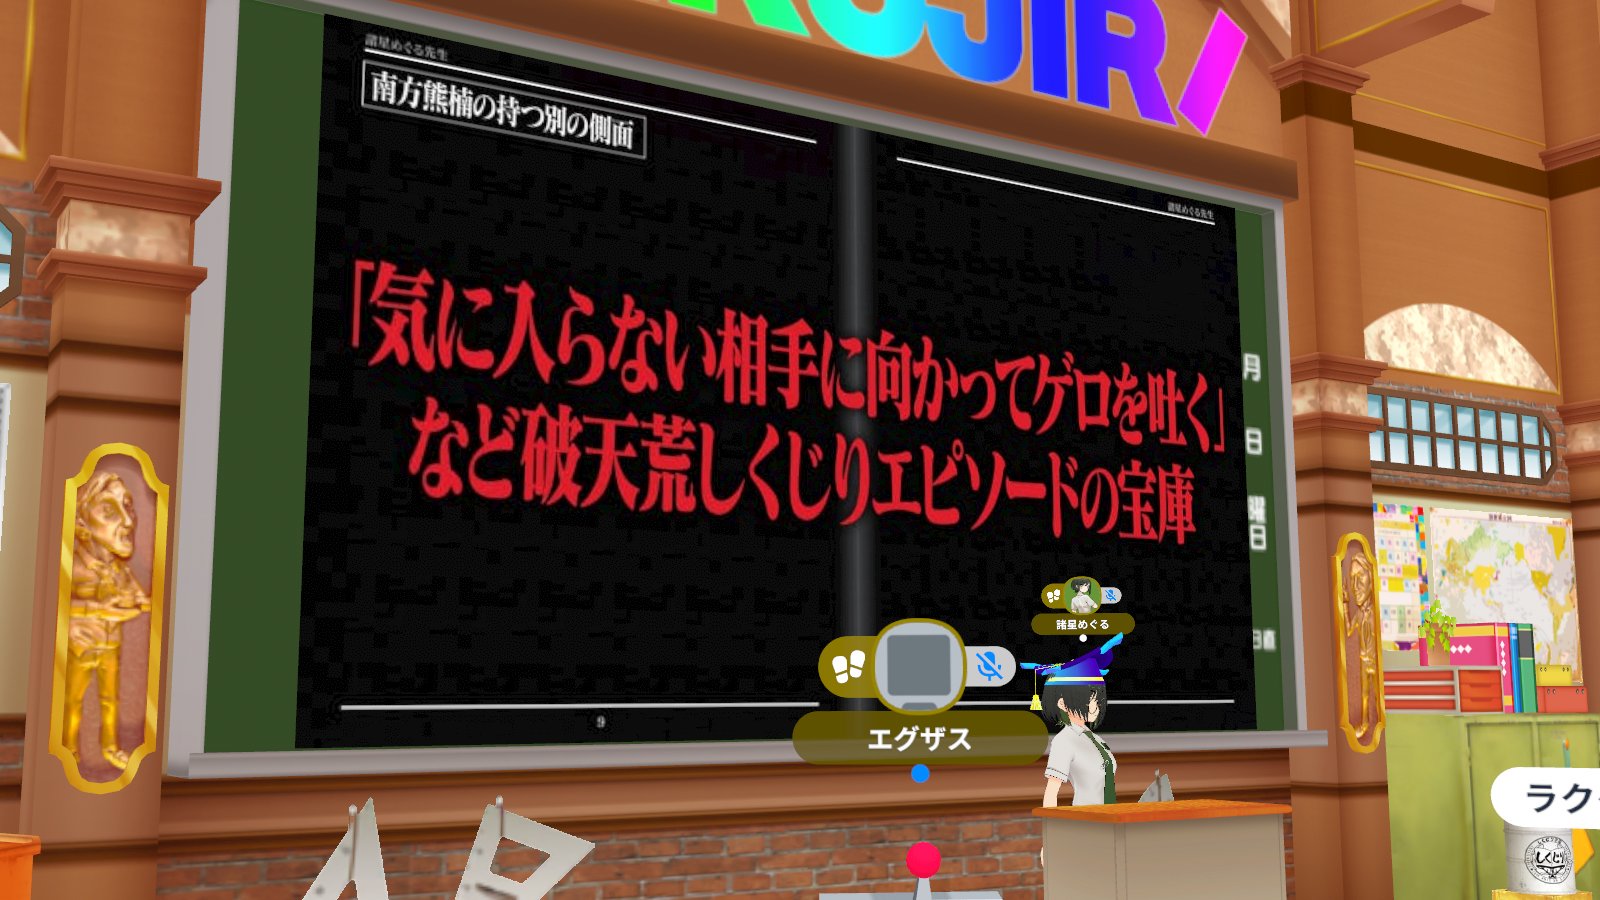 諸星めぐる先生
南方熊楠の持つ別の側面
諸星めぐる先生
「気に入らない相手に向かってゲロを吐く」
など破天荒しくじりエピソードの宝庫
9
月
日
曜日
日直
諸星めぐる
エグザス
ラク
しくじり